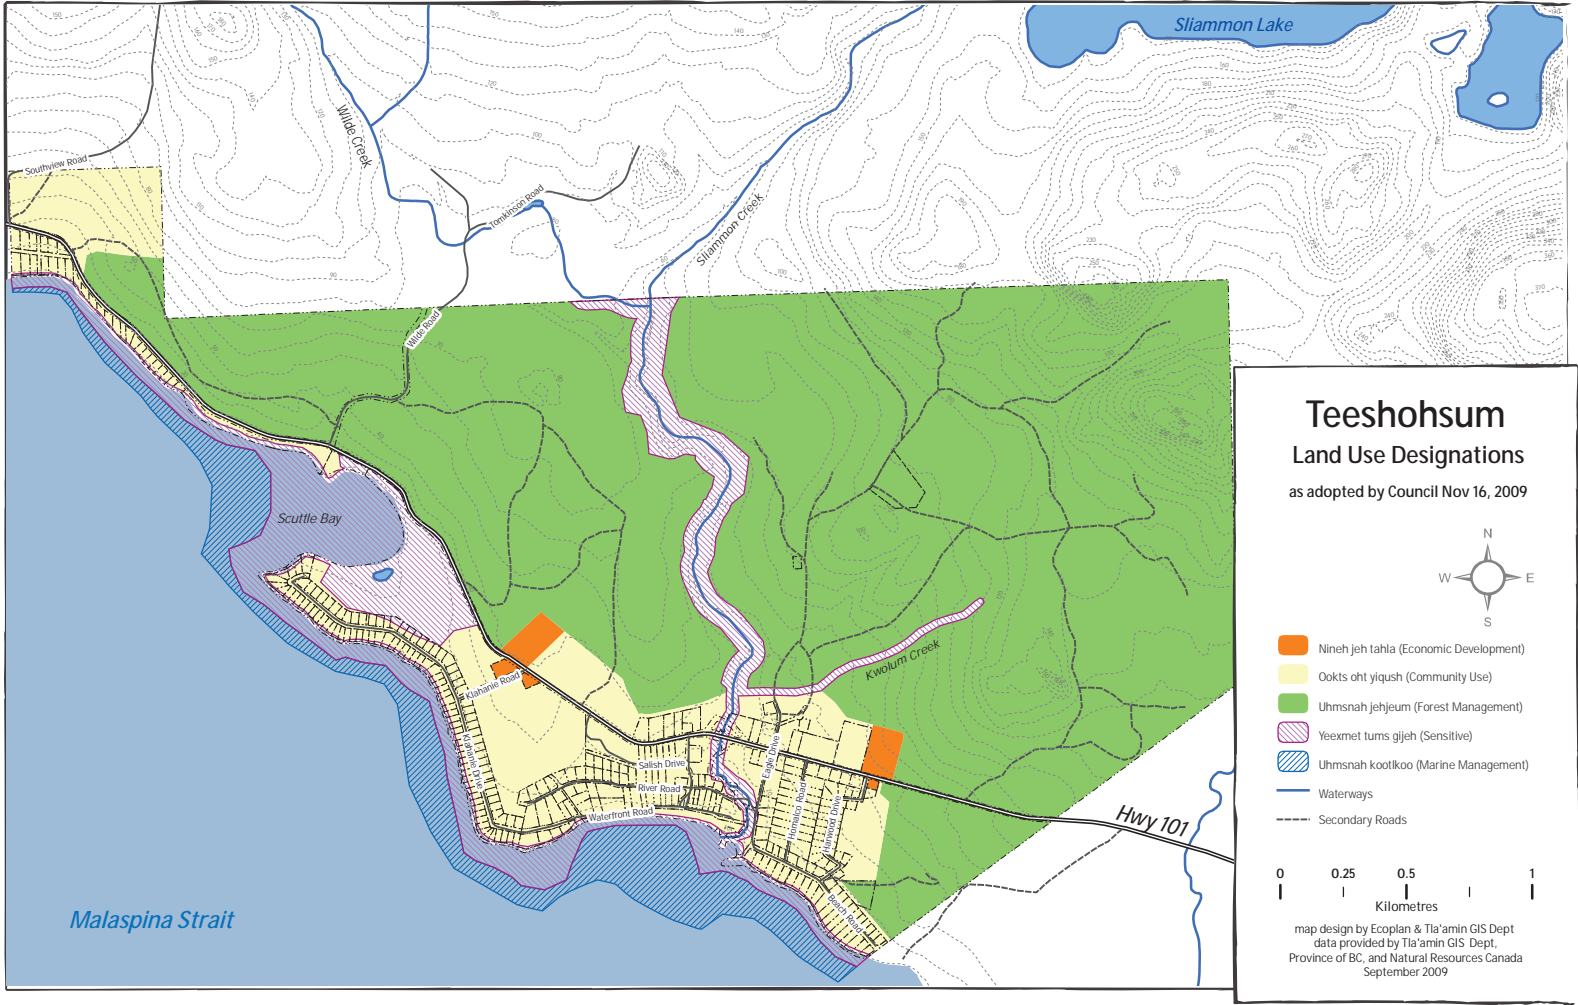 Sliammon Lake
Wilde Creek
Southview Road
Tomkinson Road
Sliammon Creek
Wilde Road
Scuttle Bay
Kwolum Creek
Klahanie Road
Klahanie Drive
Salish Drive
River Road
Waterfront Road
Eagle Drive
Homalco Road
Harwood Drive
Beach Road
Hwy 101
Malaspina Strait
Teeshohsum
Land Use Designations
as adopted by Council Nov 16, 2009
N
W
E
S
Nineh jeh tahla (Economic Development)
Ookts oht yiqush (Community Use)
Uhmsnah jehjeum (Forest Management)
Yeexmet tums gijeh (Sensitive)
Uhmsnah kootlkoo (Marine Management)
Waterways
Secondary Roads
0 0.25 0.5 1
Kilometres
map design by Ecoplan & Tla'amin GIS Dept
data provided by Tla'amin GIS Dept,
Province of BC, and Natural Resources Canada
September 2009